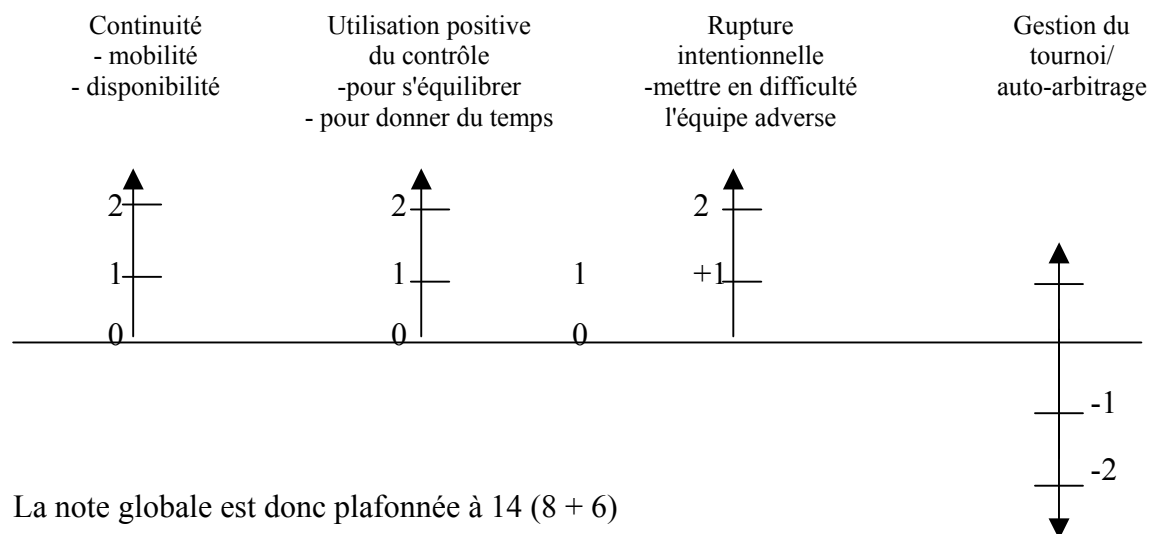 Continuité
- mobilité
- disponibilité
Utilisation positive
du contrôle
-pour s'équilibrer
- pour donner du temps
Rupture
intentionnelle
-mettre en difficulté
l'équipe adverse
Gestion du
tournoi/
auto-arbitrage
2
1
0
2
1
0
1
0
2
+1
-1
-2
La note globale est donc plafonnée à 14 (8 + 6)